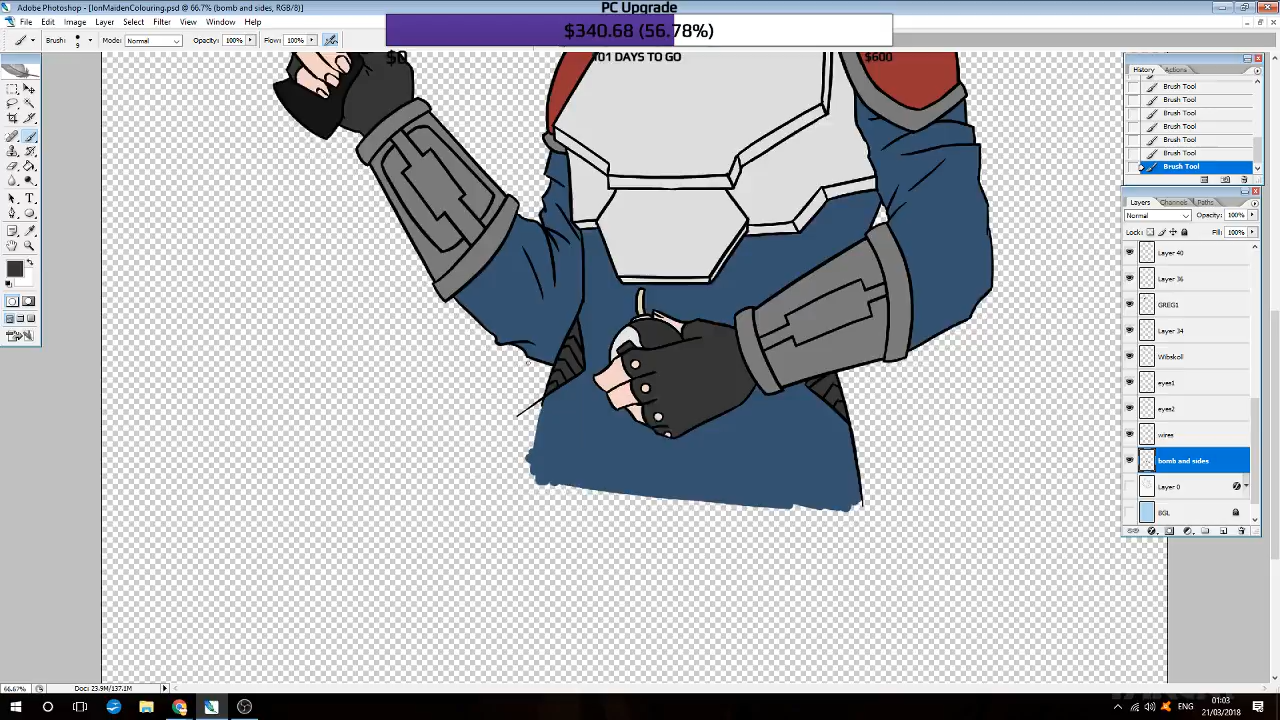 Adobe Photoshop - [IonMaidenColouring.psd @ 66.7% (bomb and sides, RGB/8)]
PC Upgrade
File Edit Image Layer Select Filter View Window Help
$340.68 (56.78%)
Brush: 9 Mode: Normal Opacity: 100% Flow: 100%
$0 101 DAYS TO GO $600
History Actions
Brush Tool
Brush Tool
Brush Tool
Brush Tool
Brush Tool
Brush Tool
Brush Tool
Layers Channels Paths
Normal Opacity: 100%
Lock: Fill: 100%
Layer 40
Layer 36
GREG1
Layer 34
Wibskoll
eyes1
eyes2
wires
bomb and sides
Layer 0
BGL
66.67% Doc: 23.9M/137.1M
ENG 01:03
21/03/2018